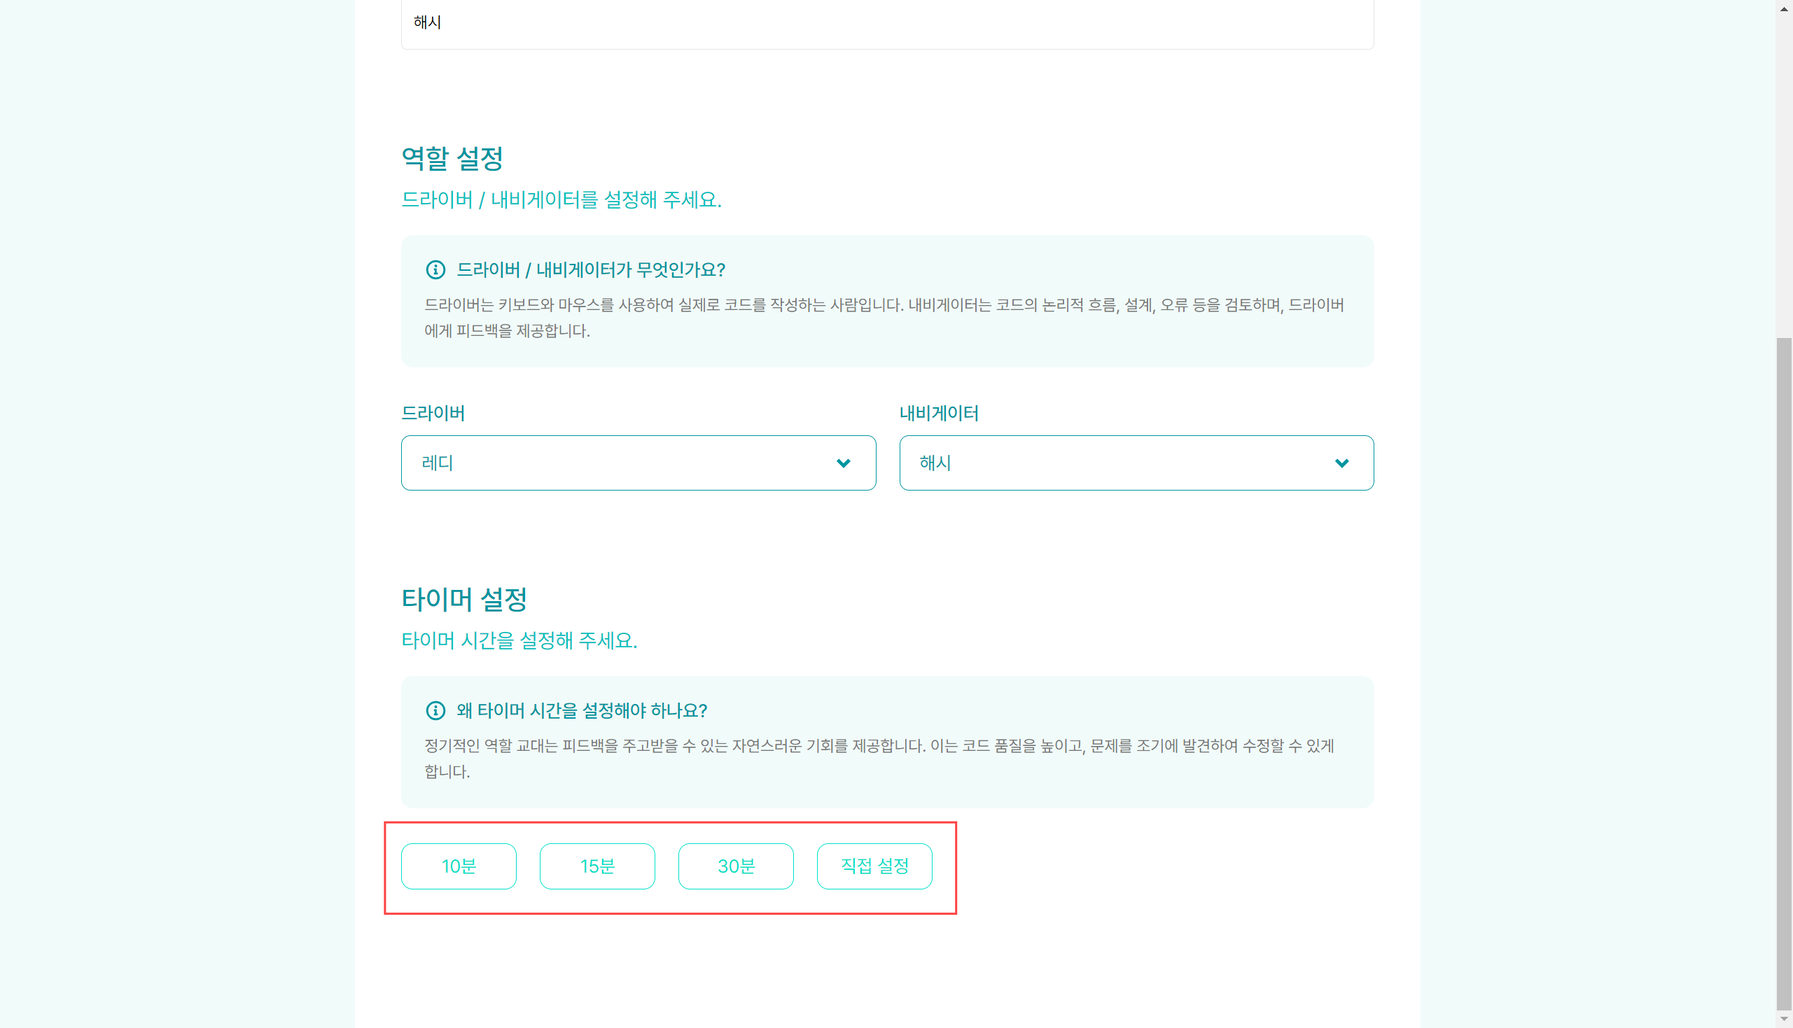 해시
역할 설정
드라이버 / 내비게이터를 설정해 주세요.
드라이버 / 내비게이터가 무엇인가요?
드라이버는 키보드와 마우스를 사용하여 실제로 코드를 작성하는 사람입니다. 내비게이터는 코드의 논리적 흐름, 설계, 오류 등을 검토하며, 드라이버
에게 피드백을 제공합니다.
드라이버
내비게이터
레디
해시
타이머 설정
타이머 시간을 설정해 주세요.
왜 타이머 시간을 설정해야 하나요?
정기적인 역할 교대는 피드백을 주고받을 수 있는 자연스러운 기회를 제공합니다. 이는 코드 품질을 높이고, 문제를 조기에 발견하여 수정할 수 있게
합니다.
10분
15분
30분
직접 설정